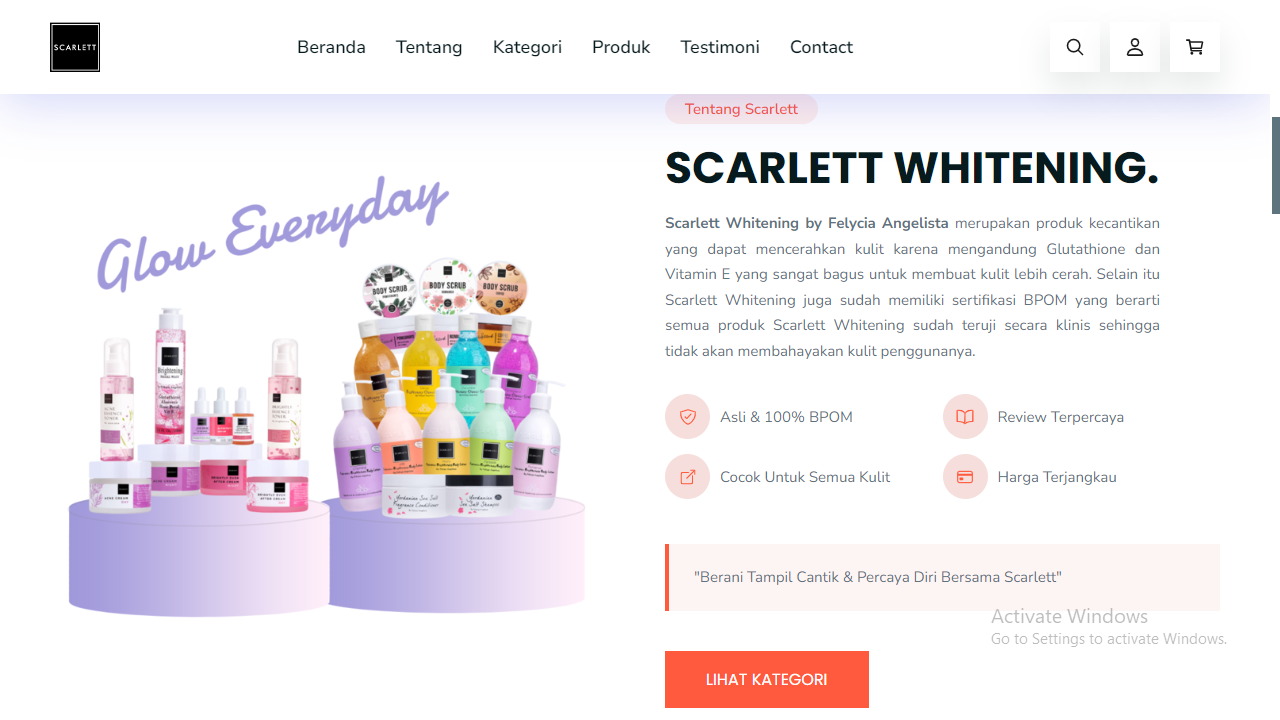 SCARLETT
Beranda Tentang Kategori Produk Testimoni Contact
Tentang Scarlett
SCARLETT WHITENING.
Scarlett Whitening by Felycia Angelista merupakan produk kecantikan
yang dapat mencerahkan kulit karena mengandung Glutathione dan
Vitamin E yang sangat bagus untuk membuat kulit lebih cerah. Selain itu
Scarlett Whitening juga sudah memiliki sertifikasi BPOM yang berarti
semua produk Scarlett Whitening sudah teruji secara klinis sehingga
tidak akan membahayakan kulit penggunanya.
Asli & 100% BPOM
Review Terpercaya
Cocok Untuk Semua Kulit
Harga Terjangkau
"Berani Tampil Cantik & Percaya Diri Bersama Scarlett"
LIHAT KATEGORI
Activate Windows
Go to Settings to activate Windows.
Glow Everyday
BODY SCRUB
BODY SCRUB
BODY SCRUB
Brightening
ACNE CREAM